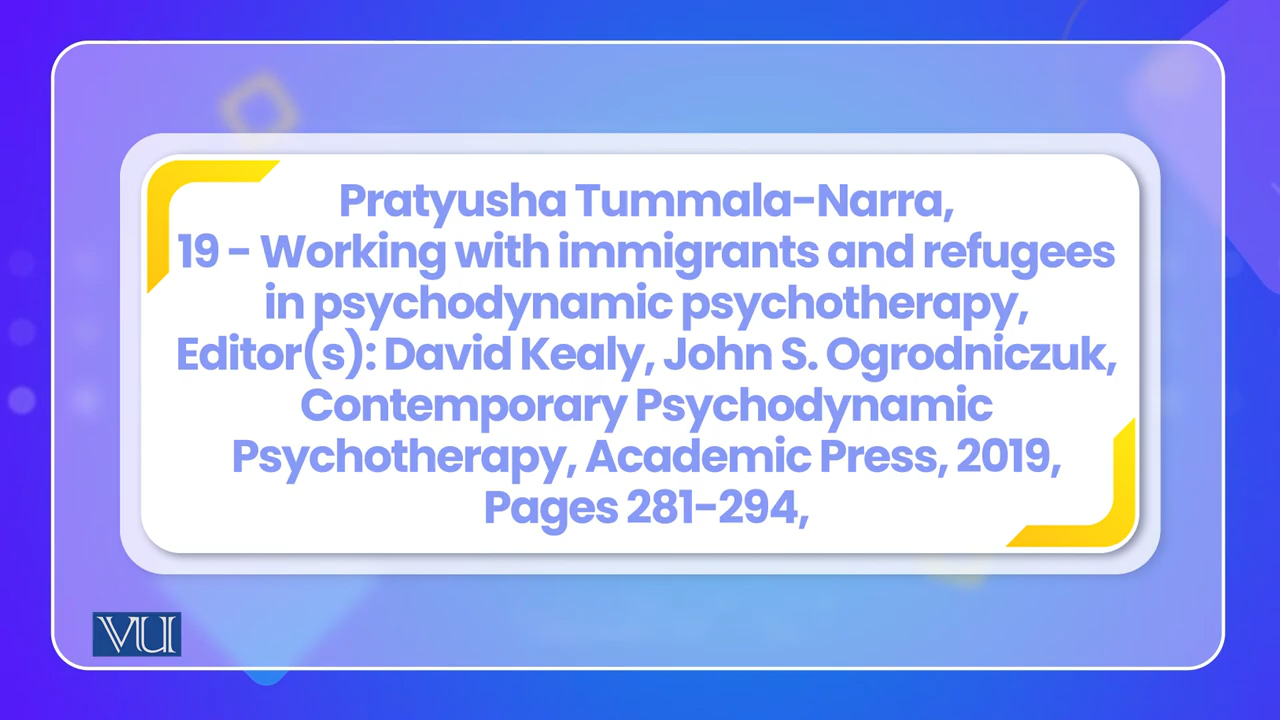 Pratyusha Tummala-Narra,
19 - Working with immigrants and refugees
in psychodynamic psychotherapy,
Editor(s): David Kealy, John S. Ogrodniczuk,
Contemporary Psychodynamic
Psychotherapy, Academic Press, 2019,
Pages 281-294,
VU